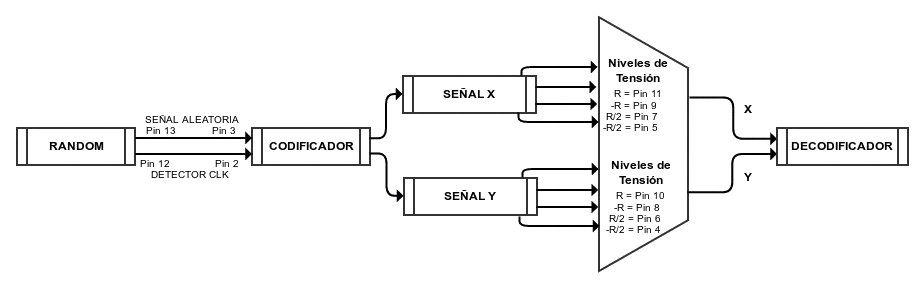 RANDOM
SEÑAL ALEATORIA
Pin 13
Pin 3
Pin 12
Pin 2
DETECTOR CLK
CODIFICADOR
SEÑAL X
SEÑAL Y
Niveles de
Tensión
R = Pin 11
-R = Pin 9
R/2 = Pin 7
-R/2 = Pin 5
Niveles de
Tensión
R = Pin 10
-R = Pin 8
R/2 = Pin 6
-R/2 = Pin 4
X
Y
DECODIFICADOR